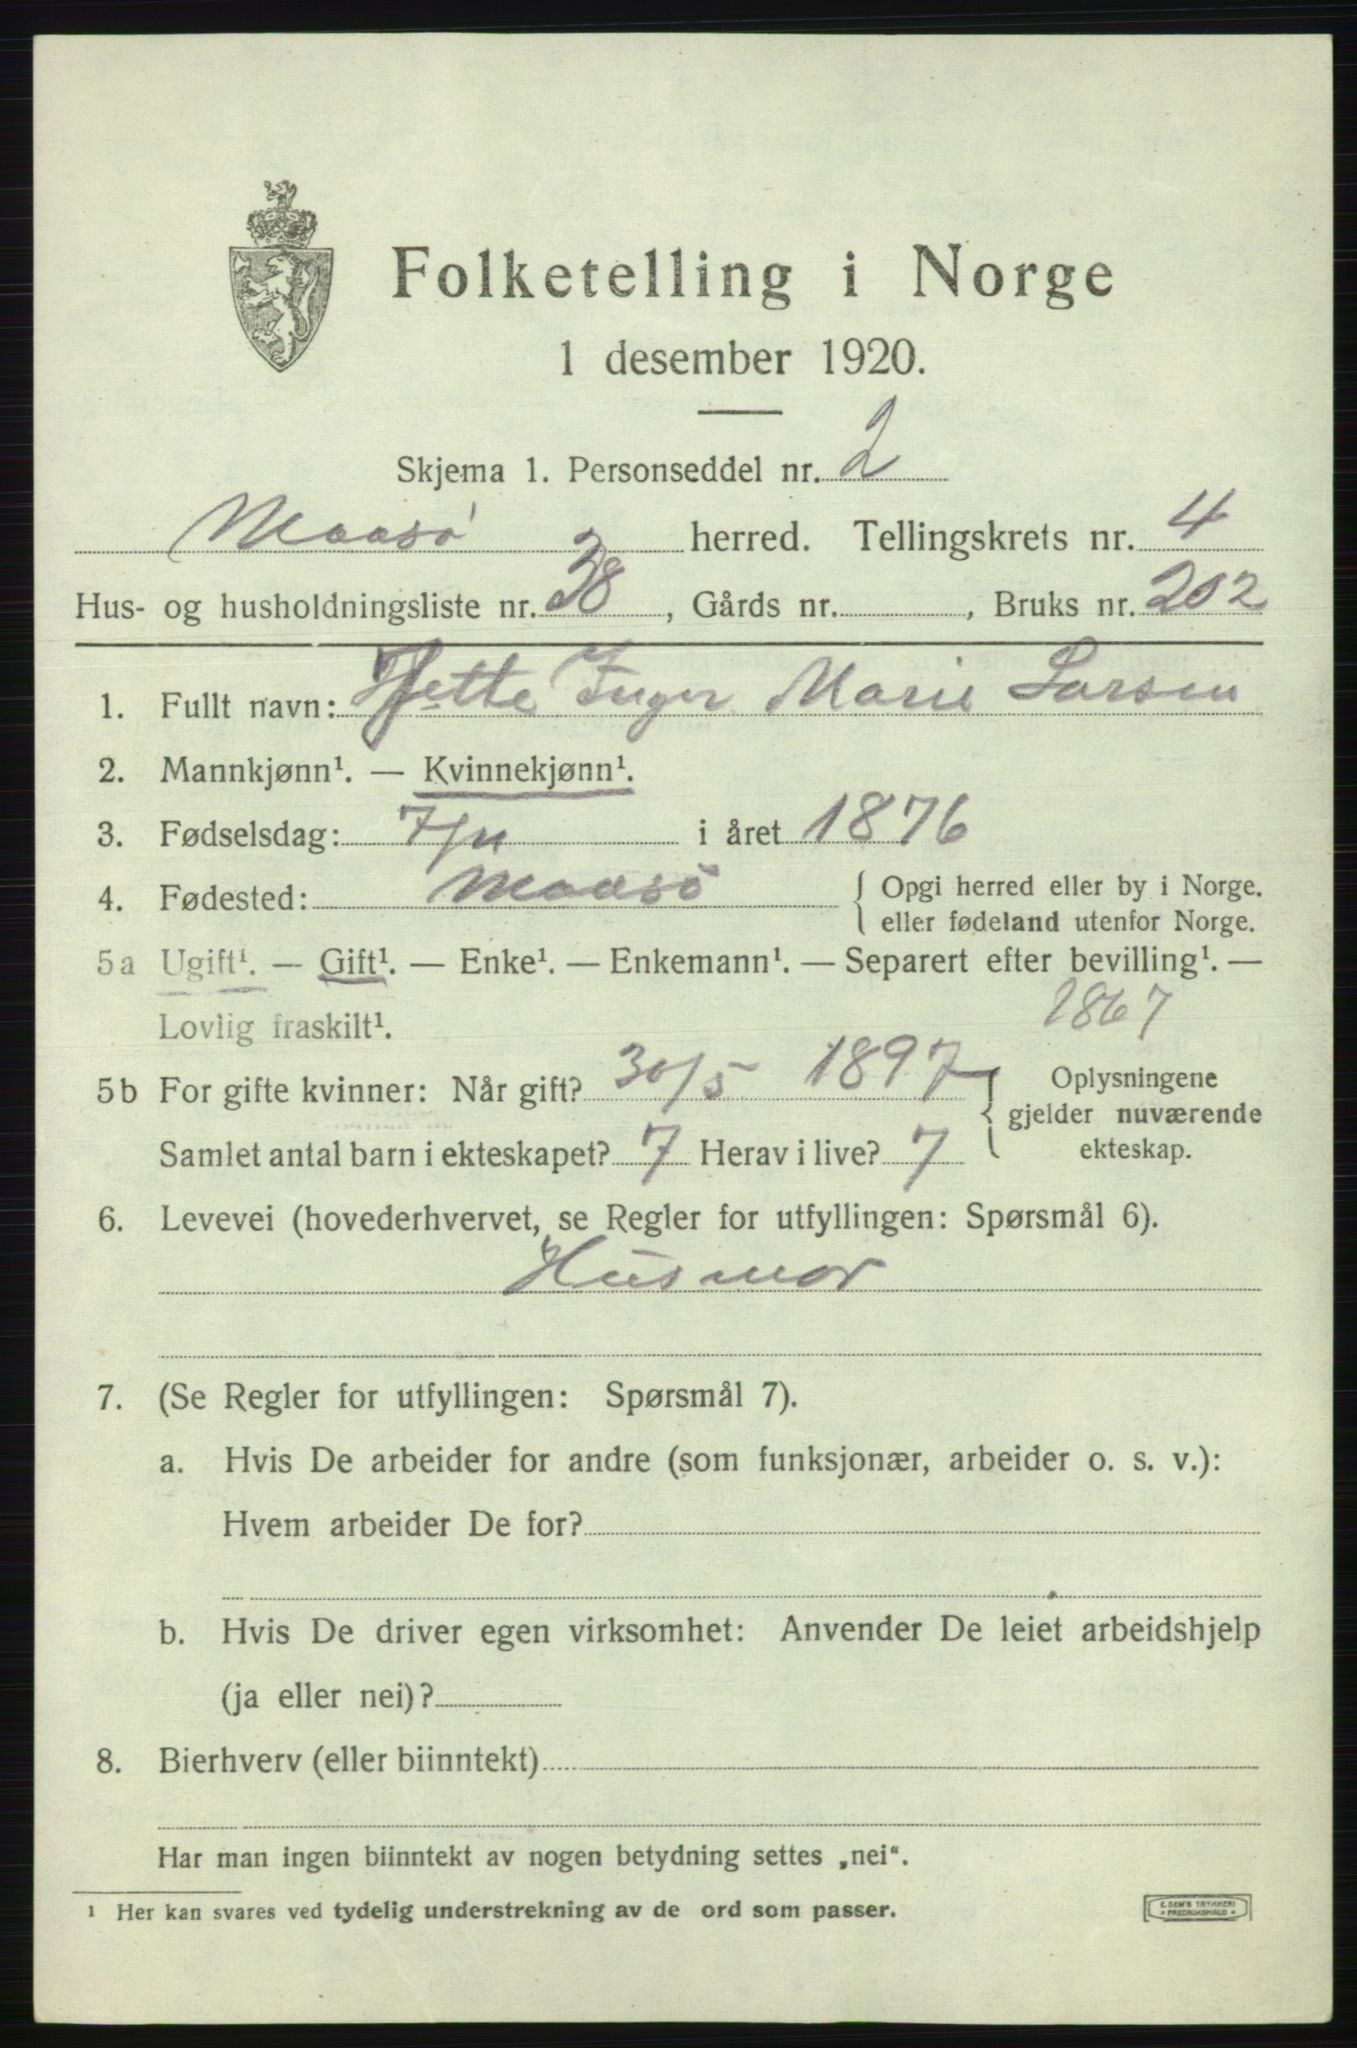 Folketelling i Norge
1 desember 1920.
Skjema 1. Personseddel nr. 2
Maasö herred. Tellingskrets nr. 4
Hus- og husholdningsliste nr. 38, Gårds nr. , Bruks nr. 202
1. Fullt navn: Jette Inger Marie Larsen
2. Mannkjønn¹. — Kvinnekjønn¹.
3. Fødselsdag: 7/11 i året 1876
4. Fødested: Maasö { Opgi herred eller by i Norge.
eller fødeland utenfor Norge.
5a Ugift¹. — Gift¹. — Enke¹. — Enkemann¹. — Separert efter bevilling¹. —
Lovlig fraskilt¹. 1867
5b For gifte kvinner: Når gift? 30/5 1897 { Oplysningene
gjelder nuværende
Samlet antal barn i ekteskapet? 7 Herav i live? 7 ekteskap.
6. Levevei (hovederhvervet, se Regler for utfyllingen: Spørsmål 6).
Husmor
7. (Se Regler for utfyllingen: Spørsmål 7).
a. Hvis De arbeider for andre (som funksjonær, arbeider o. s. v.):
Hvem arbeider De for?
b. Hvis De driver egen virksomhet: Anvender De leiet arbeidshjelp
(ja eller nei)?
8. Bierhverv (eller biinntekt)
Har man ingen biinntekt av nogen betydning settes „nei“.
¹ Her kan svares ved tydelig understrekning av de ord som passer.
E SEM'S TRYKKERI
FREDRIKSHALD